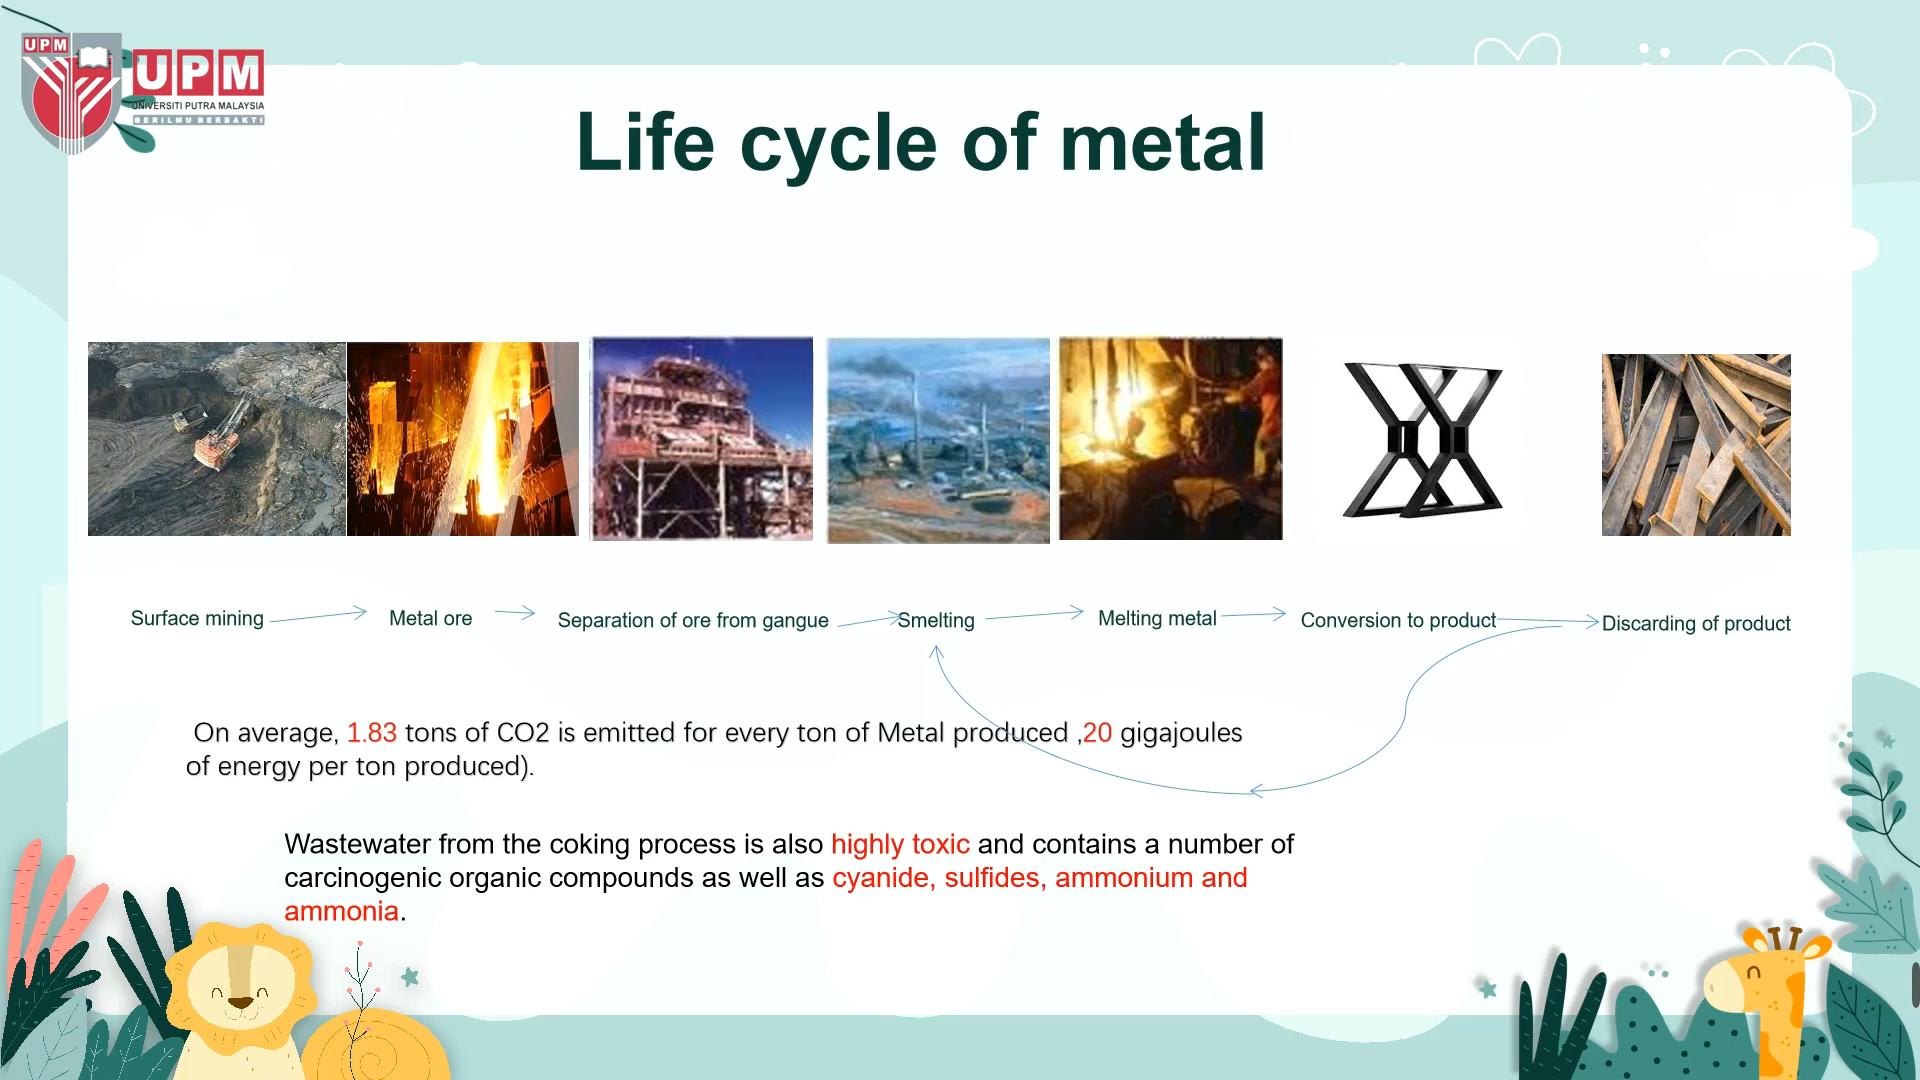 UPM
UPM
UNIVERSITI PUTRA MALAYSIA
BERILMU BERBAKTI
Life cycle of metal
Surface mining
Metal ore
Separation of ore from gangue
Smelting
Melting metal
Conversion to product
Discarding of product
On average, 1.83 tons of CO2 is emitted for every ton of Metal produced ,20 gigajoules
of energy per ton produced).
Wastewater from the coking process is also highly toxic and contains a number of
carcinogenic organic compounds as well as cyanide, sulfides, ammonium and
ammonia.